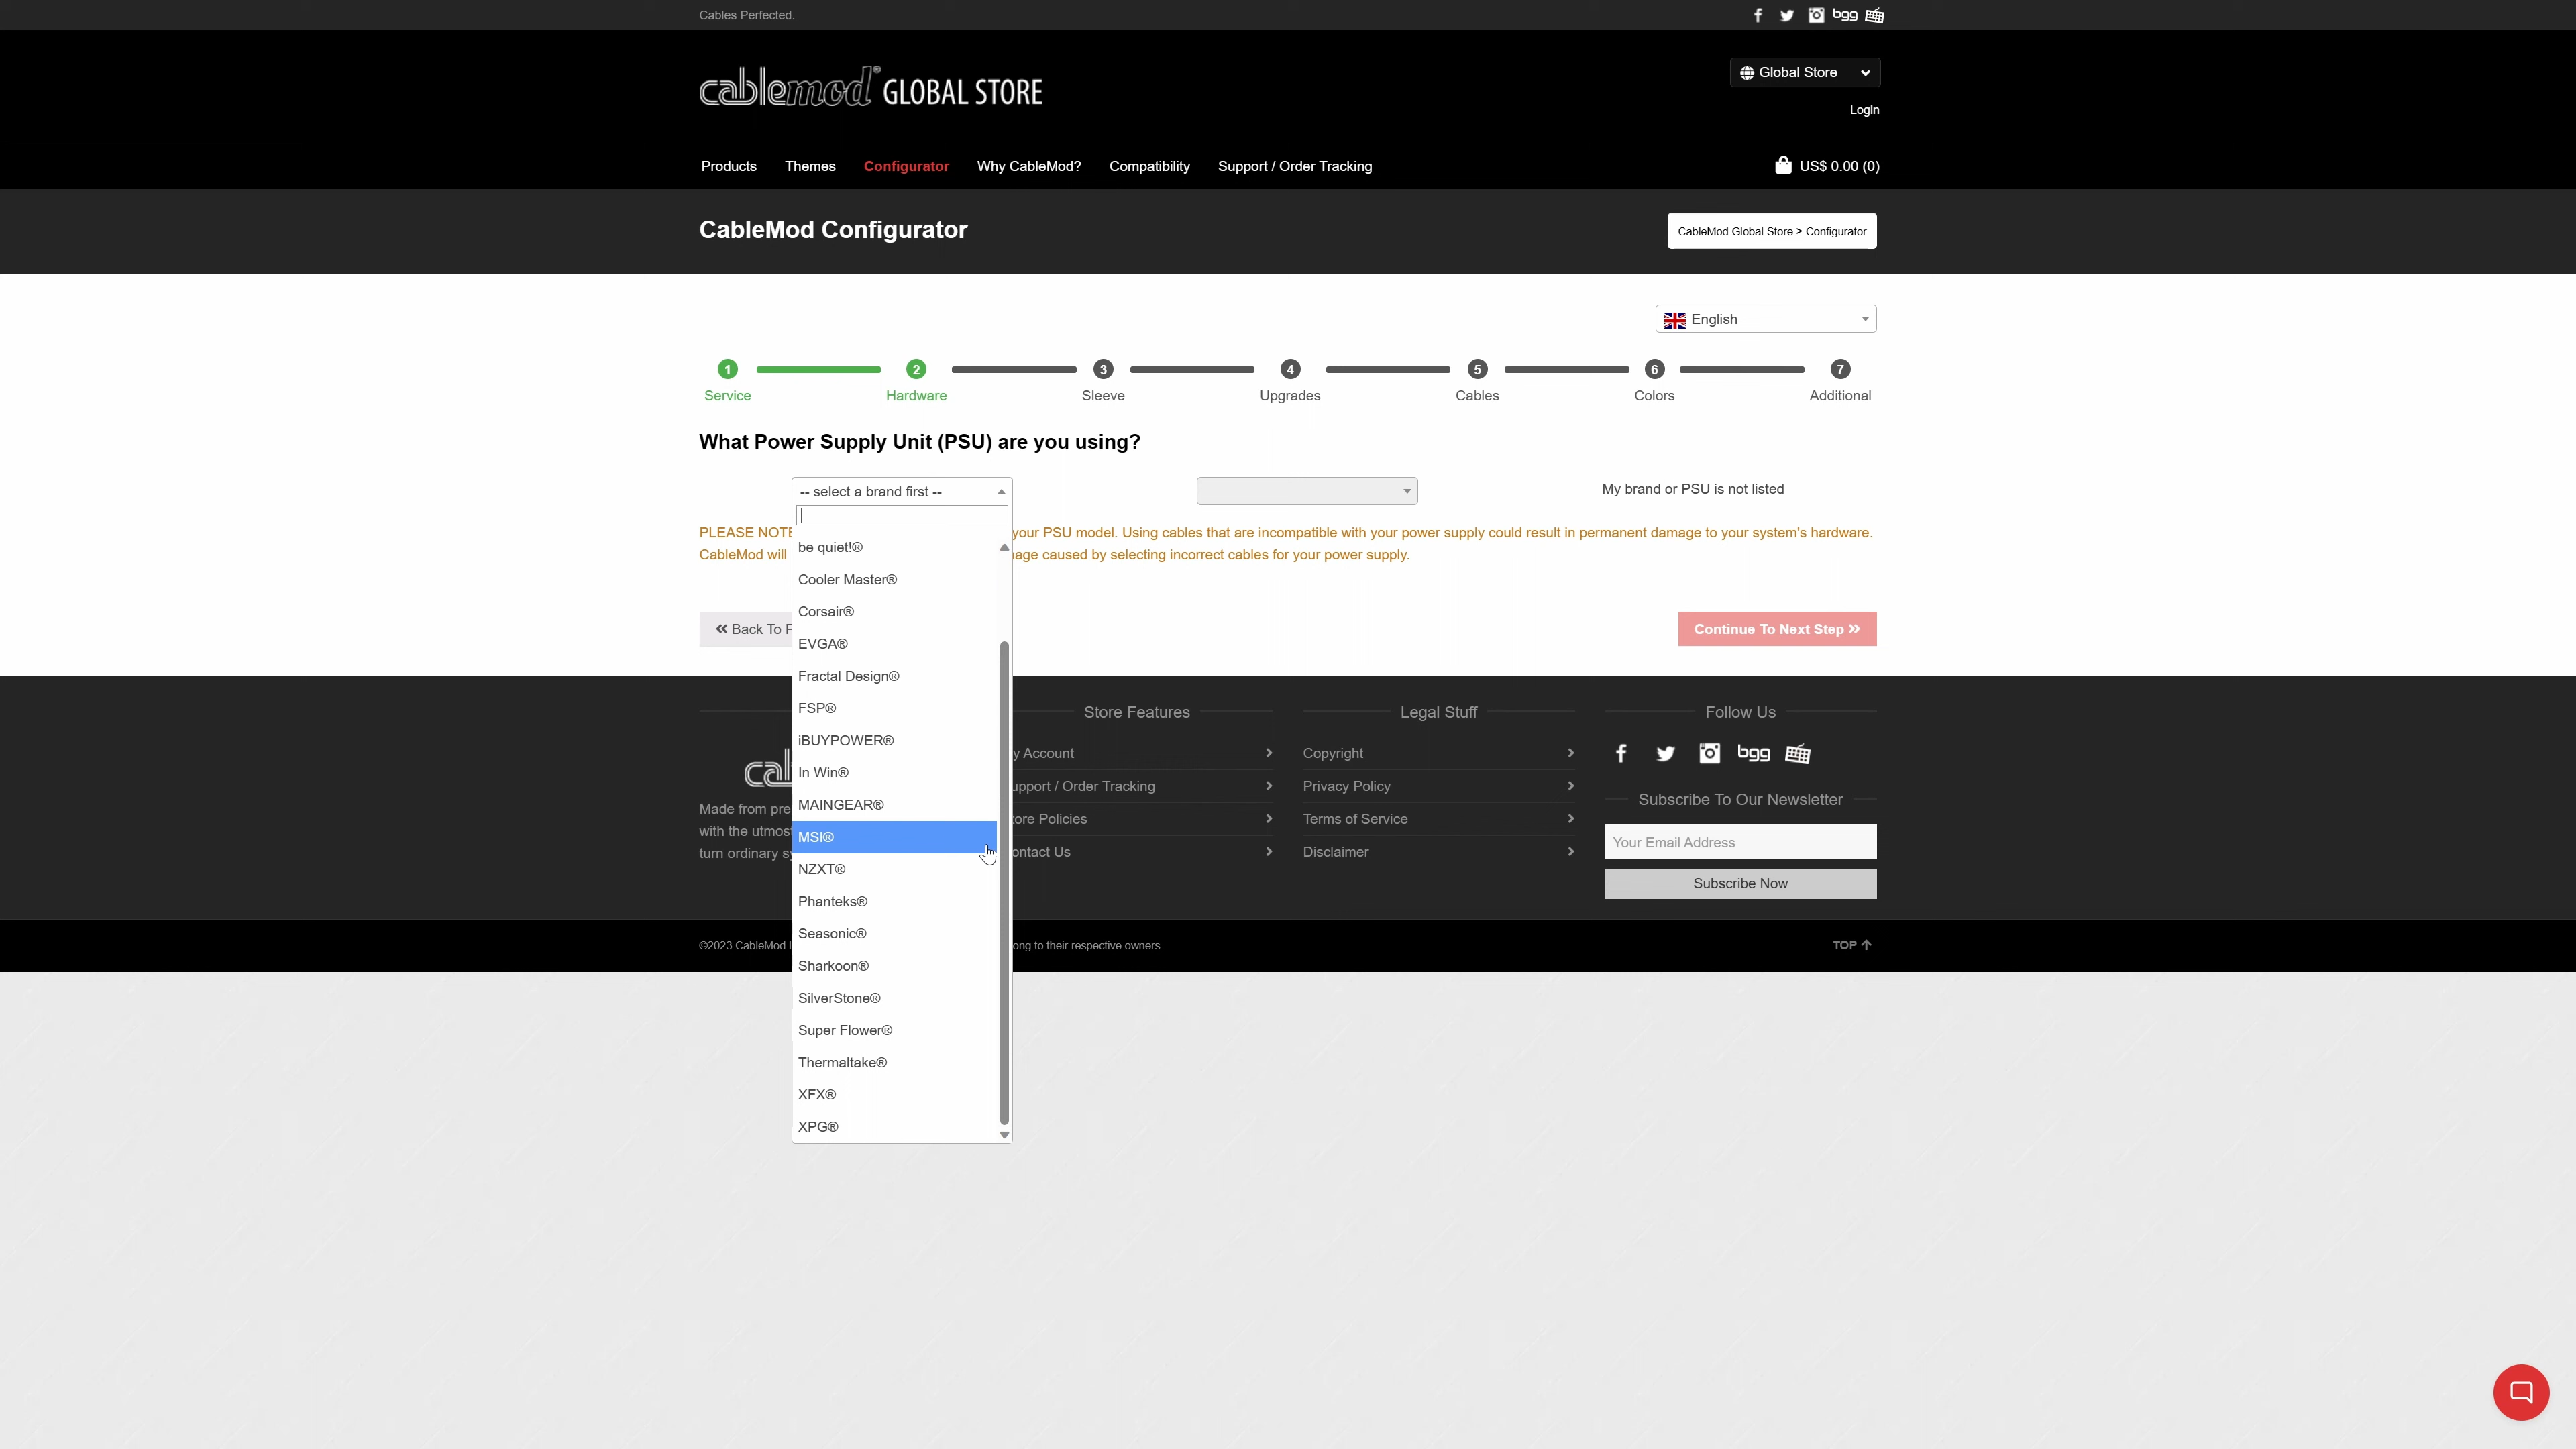 Cables Perfected.
bgg
cablemod® GLOBAL STORE
Global Store
Login
Products Themes Configurator Why CableMod? Compatibility Support / Order Tracking US$ 0.00 (0)
CableMod Configurator
CableMod Global Store > Configurator
English
1 2 3 4 5 6 7
Service Hardware Sleeve Upgrades Cables Colors Additional
What Power Supply Unit (PSU) are you using?
-- select a brand first --
My brand or PSU is not listed
PLEASE NOTE your PSU model. Using cables that are incompatible with your power supply could result in permanent damage to your system's hardware.
CableMod will caused by selecting incorrect cables for your power supply.
be quiet!®
Cooler Master®
Corsair®
EVGA®
Fractal Design®
FSP®
iBUYPOWER®
In Win®
MAINGEAR®
MSI®
NZXT®
Phanteks®
Seasonic®
Sharkoon®
SilverStone®
Super Flower®
Thermaltake®
XFX®
XPG®
« Back To
Continue To Next Step »
Made from
with the
turn ordinary
Store Features
Account
/ Order Tracking
Policies
Us
Legal Stuff
Copyright
Privacy Policy
Terms of Service
Disclaimer
Follow Us
bgg
Subscribe To Our Newsletter
Your Email Address
Subscribe Now
©2023 CableMod to their respective owners.
TOP